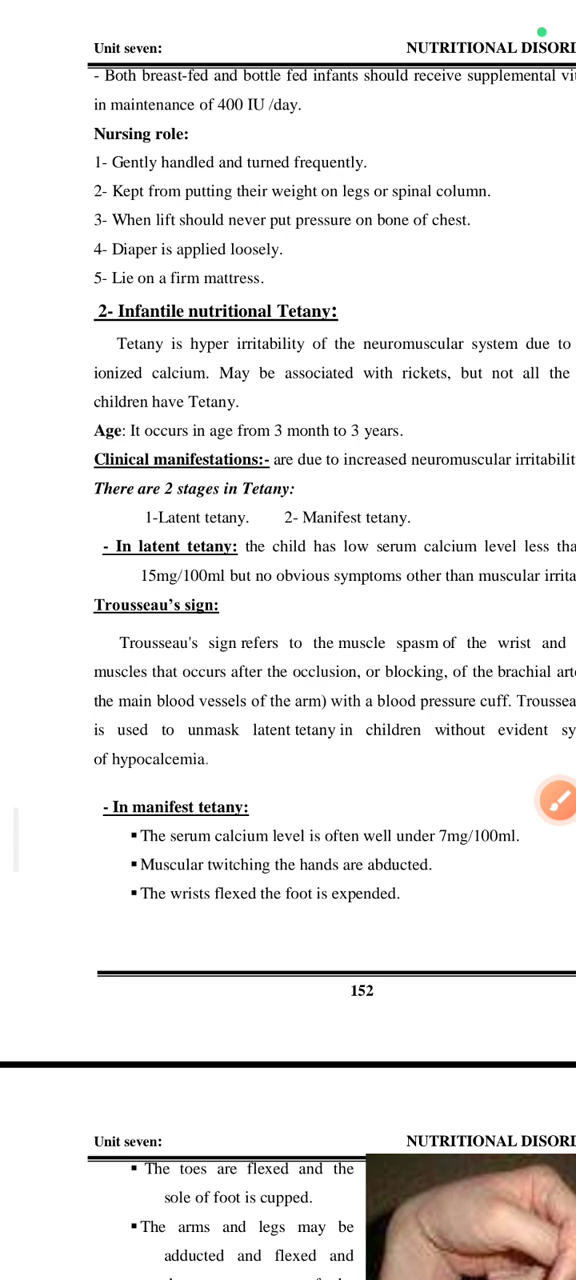 Unit seven: NUTRITIONAL DISORD
- Both breast-fed and bottle fed infants should receive supplemental vi
in maintenance of 400 IU /day.
Nursing role:
1- Gently handled and turned frequently.
2- Kept from putting their weight on legs or spinal column.
3- When lift should never put pressure on bone of chest.
4- Diaper is applied loosely.
5- Lie on a firm mattress.
2- Infantile nutritional Tetany:
Tetany is hyper irritability of the neuromuscular system due to
ionized calcium. May be associated with rickets, but not all the
children have Tetany.
Age: It occurs in age from 3 month to 3 years.
Clinical manifestations:- are due to increased neuromuscular irritabilit
There are 2 stages in Tetany:
1-Latent tetany. 2- Manifest tetany.
- In latent tetany: the child has low serum calcium level less tha
15mg/100ml but no obvious symptoms other than muscular irrita
Trousseau’s sign:
Trousseau's sign refers to the muscle spasm of the wrist and
muscles that occurs after the occlusion, or blocking, of the brachial art
the main blood vessels of the arm) with a blood pressure cuff. Troussea
is used to unmask latent tetany in children without evident sy
of hypocalcemia.
- In manifest tetany:
▪ The serum calcium level is often well under 7mg/100ml.
▪ Muscular twitching the hands are abducted.
▪ The wrists flexed the foot is expended.
152
Unit seven: NUTRITIONAL DISORD
▪ The toes are flexed and the
sole of foot is cupped.
▪ The arms and legs may be
adducted and flexed and